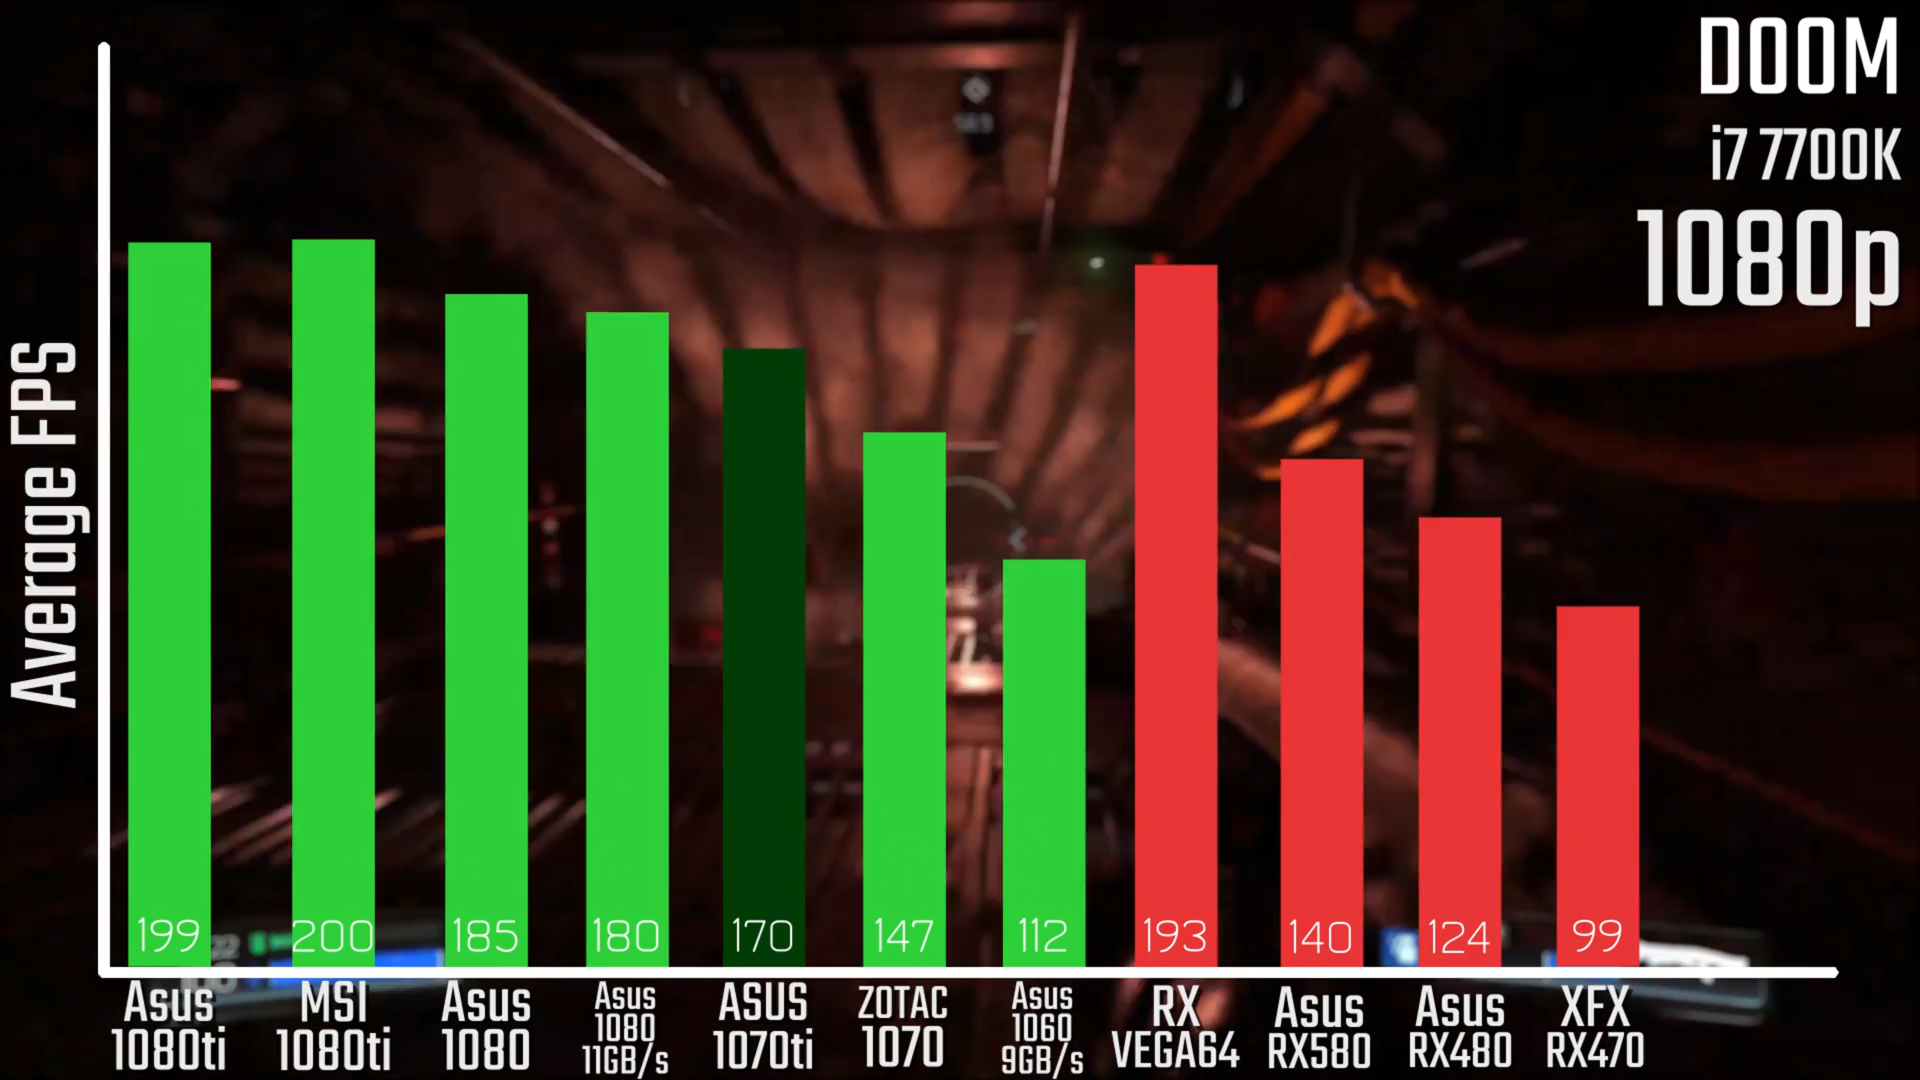 DOOM
i7 7700K
1080p
Average FPS
199
200
185
180
170
147
112
193
140
124
99
Asus
1080ti
MSI
1080ti
Asus
1080
Asus
1080
11GB/s
ASUS
1070ti
ZOTAC
1070
Asus
1060
9GB/s
RX
VEGA64
Asus
RX580
Asus
RX480
XFX
RX470